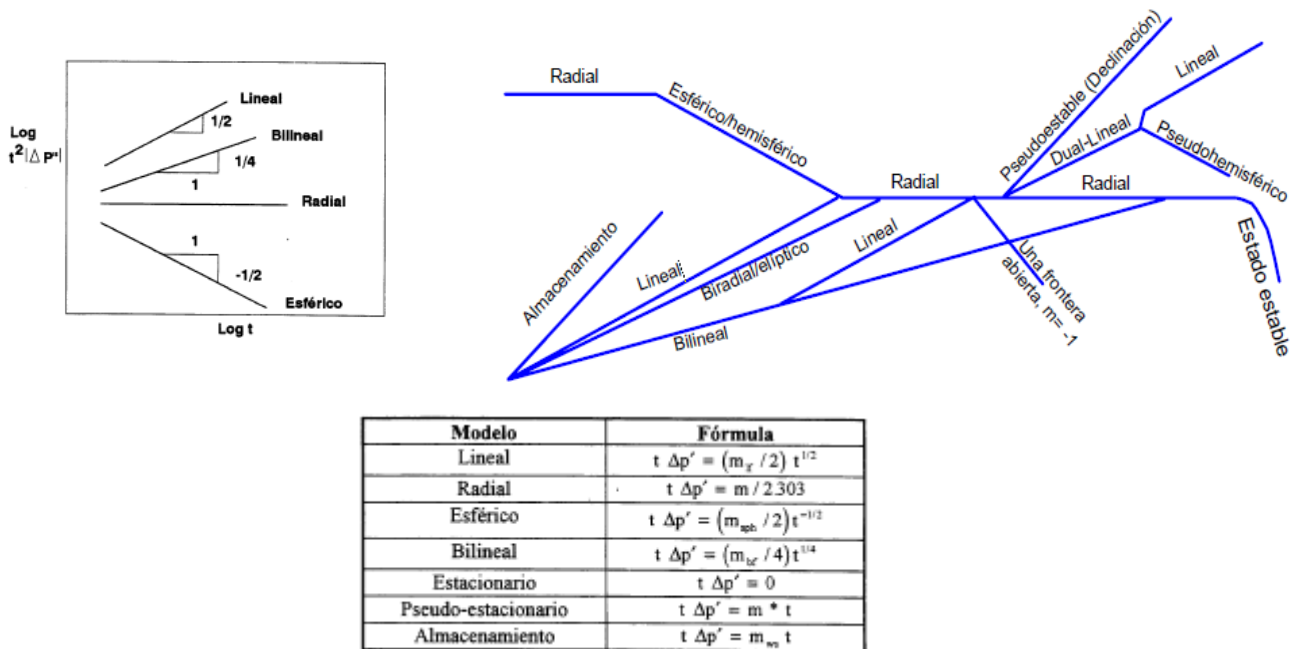 Log
t²|Δ P"|
Lineal
1/2
Bilineal
1/4
1
Radial
1
-1/2
Esférico
Log t
Radial
Esférico/hemisférico
Almacenamiento
Lineal
Biradial/elíptico
Bilineal
Lineal
Radial
Pseudoestable (Declinación)
Dual-Lineal
Lineal
Pseudohemisférico
Radial
Una frontera
abierta, m= -1
Estado estable
Modelo Fórmula
Lineal t Δp′ = (m_lf /2) t^1/2
Radial t Δp′ = m / 2.303
Esférico t Δp′ = (m_sph /2) t^−1/2
Bilineal t Δp′ = (m_bf /4) t^1/4
Estacionario t Δp′ = 0
Pseudo-estacionario t Δp′ = m * t
Almacenamiento t Δp′ = m_ws t